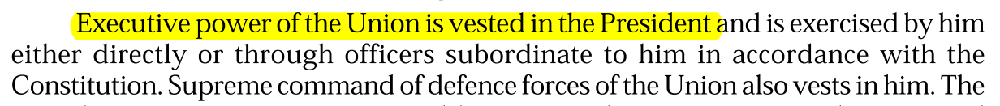 Executive power of the Union is vested in the President and is exercised by him
either directly or through officers subordinate to him in accordance with the
Constitution. Supreme command of defence forces of the Union also vests in him. The